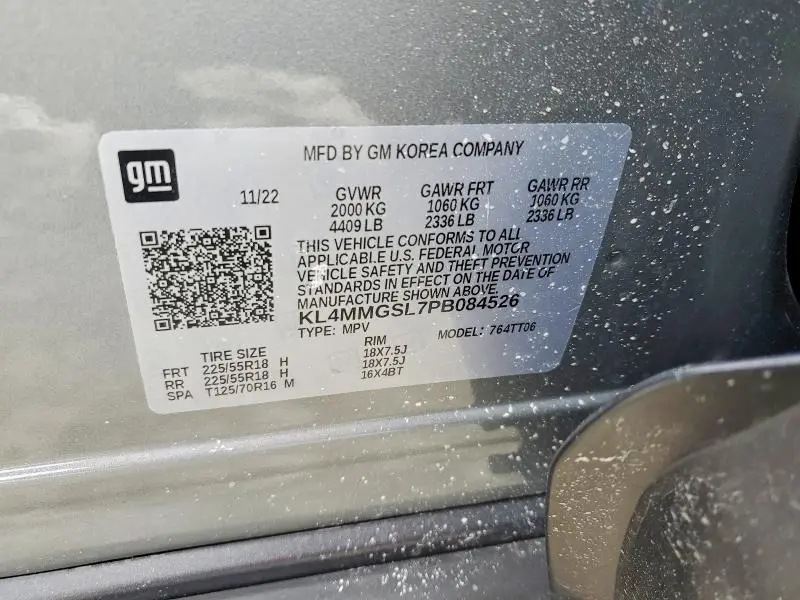 gm
MFD BY GM KOREA COMPANY
11/22 GVWR GAWR FRT GAWR RR
2000 KG 1060 KG 1060 KG
4409 LB 2336 LB 2336 LB
THIS VEHICLE CONFORMS TO ALL
APPLICABLE U.S. FEDERAL MOTOR
VEHICLE SAFETY AND THEFT PREVENTION
STANDARDS IN EFFECT ON THE DATE OF
MANUFACTURE SHOWN ABOVE.
KL4MMGSL7PB084526
TYPE: MPV MODEL: 764TT06
TIRE SIZE RIM
FRT 225/55R18 H 18X7.5J
RR 225/55R18 H 18X7.5J
SPA T125/70R16 M 16X4BT